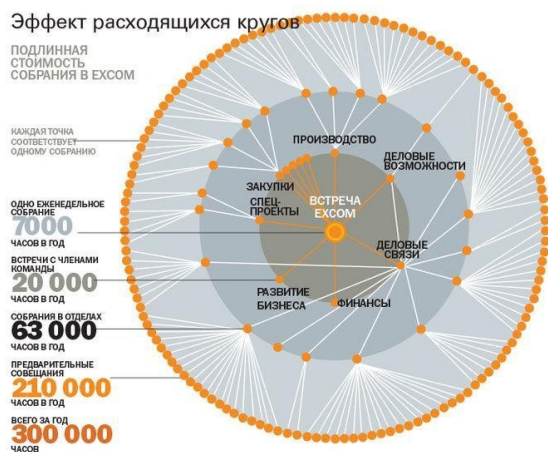 Эффект расходящихся кругов
ПОДЛИННАЯ
СТОИМОСТЬ
СОБРАНИЯ В EXCOM
КАЖДАЯ ТОЧКА
СООТВЕТСТВУЕТ
ОДНОМУ СОБРАНИЮ
ОДНО ЕЖЕНЕДЕЛЬНОЕ
СОБРАНИЕ
7000
ЧАСОВ В ГОД
ВСТРЕЧИ С ЧЛЕНАМИ
КОМАНДЫ
20 000
ЧАСОВ В ГОД
СОБРАНИЯ В ОТДЕЛАХ
63 000
ЧАСОВ В ГОД
ПРЕДВАРИТЕЛЬНЫЕ
СОВЕЩАНИЯ
210 000
ЧАСОВ В ГОД
ВСЕГО ЗА ГОД
300 000
ЧАСОВ
ПРОИЗВОДСТВО
ДЕЛОВЫЕ
ВОЗМОЖНОСТИ
ЗАКУПКИ
СПЕЦ-
ПРОЕКТЫ
ВСТРЕЧА
EXCOM
ДЕЛОВЫЕ
СВЯЗИ
РАЗВИТИЕ
БИЗНЕСА
ФИНАНСЫ